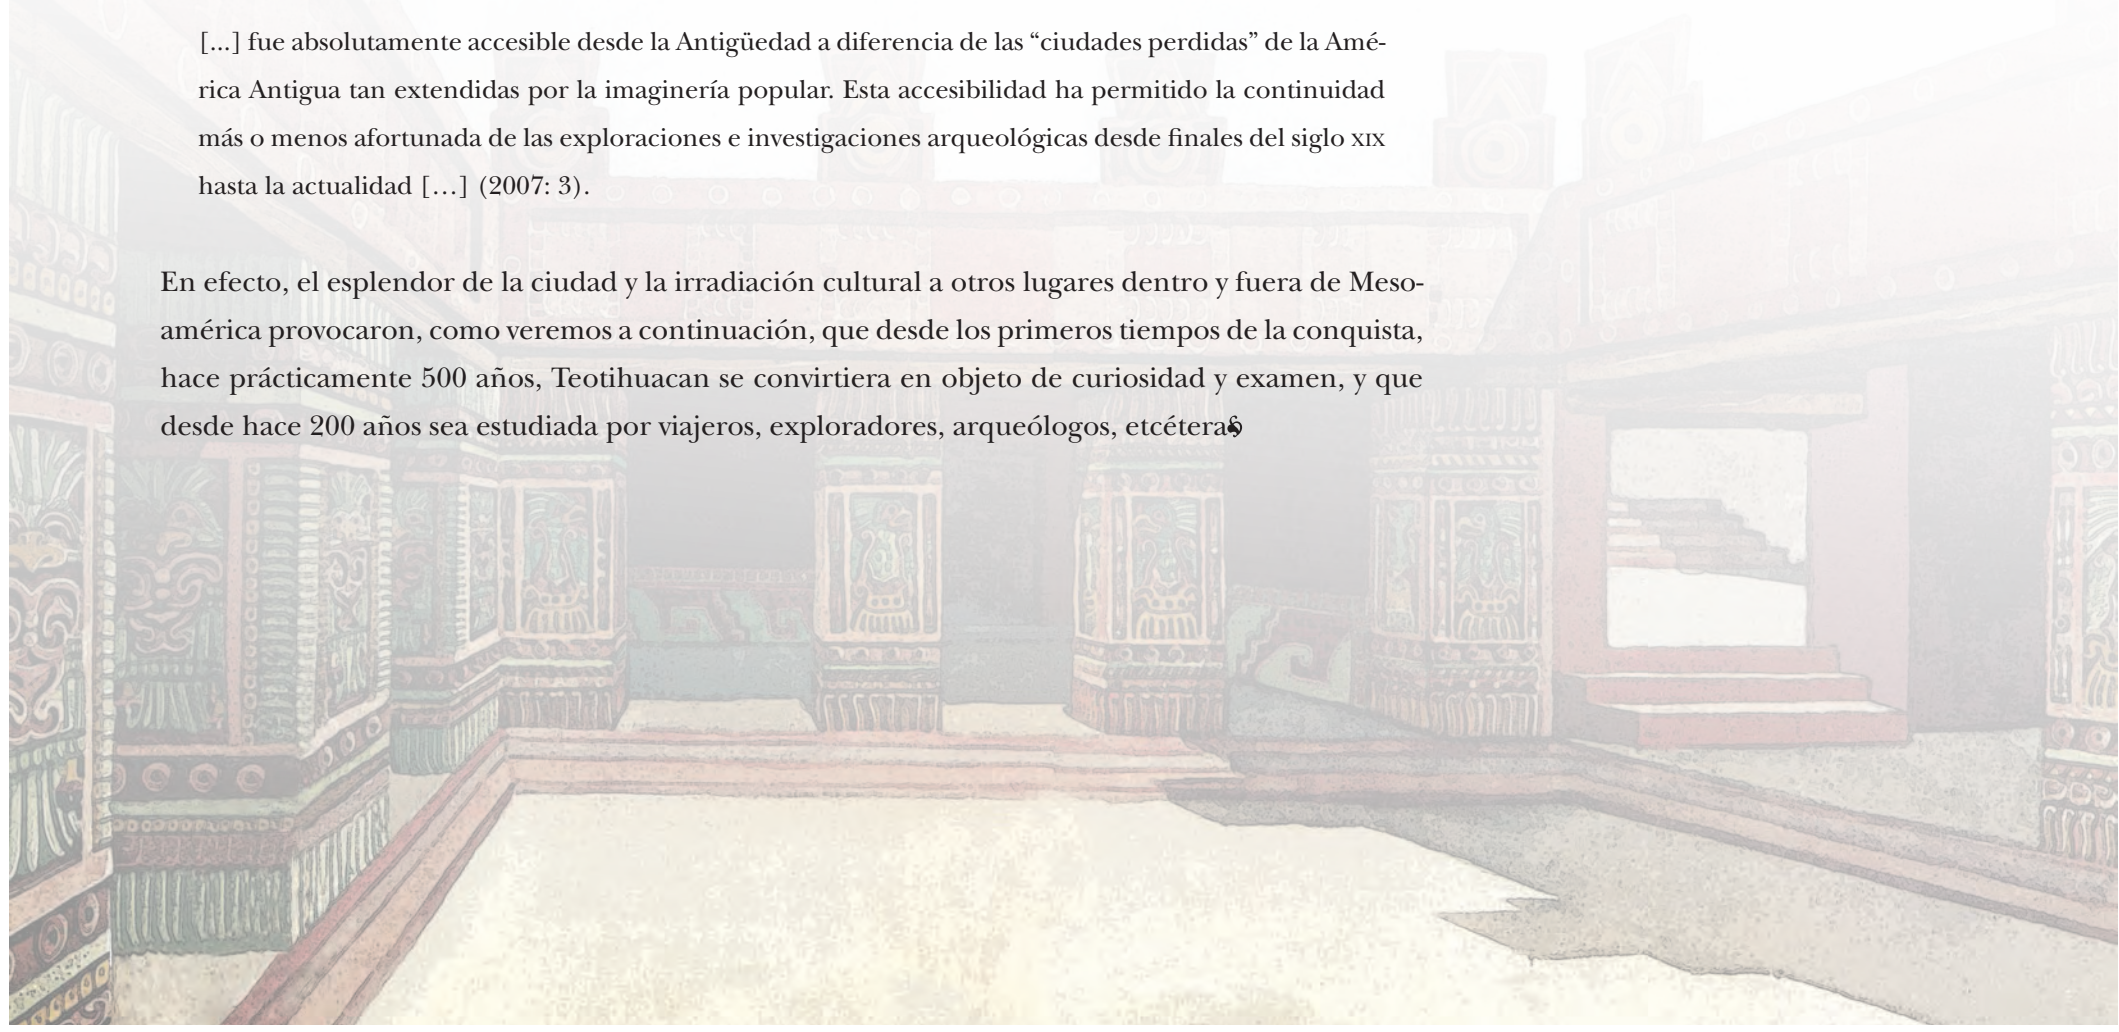 [...] fue absolutamente accesible desde la Antigüedad a diferencia de las “ciudades perdidas” de la Amé-
rica Antigua tan extendidas por la imaginería popular. Esta accesibilidad ha permitido la continuidad
más o menos afortunada de las exploraciones e investigaciones arqueológicas desde finales del siglo XIX
hasta la actualidad […] (2007: 3).
En efecto, el esplendor de la ciudad y la irradiación cultural a otros lugares dentro y fuera de Meso-
américa provocaron, como veremos a continuación, que desde los primeros tiempos de la conquista,
hace prácticamente 500 años, Teotihuacan se convirtiera en objeto de curiosidad y examen, y que
desde hace 200 años sea estudiada por viajeros, exploradores, arqueólogos, etcétera